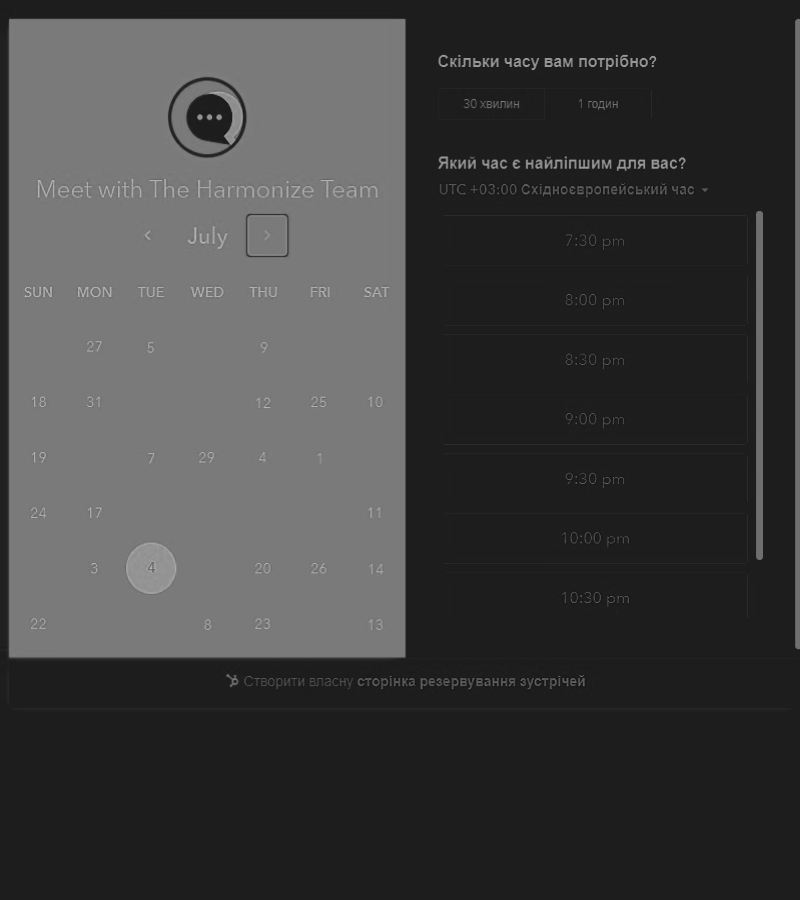 Meet with The Harmonize Team
July
SUN MON TUE WED THU FRI SAT
27 5 9
18 31 12 25 10
19 7 29 4 1
24 17 11
3 4 20 26 14
22 8 23 13
Скільки часу вам потрібно?
30 хвилин 1 годин
Який час є найліпшим для вас?
UTC +03:00 Східноєвропейський час
7:30 pm
8:00 pm
8:30 pm
9:00 pm
9:30 pm
10:00 pm
10:30 pm
Створити власну сторінка резервування зустрічей